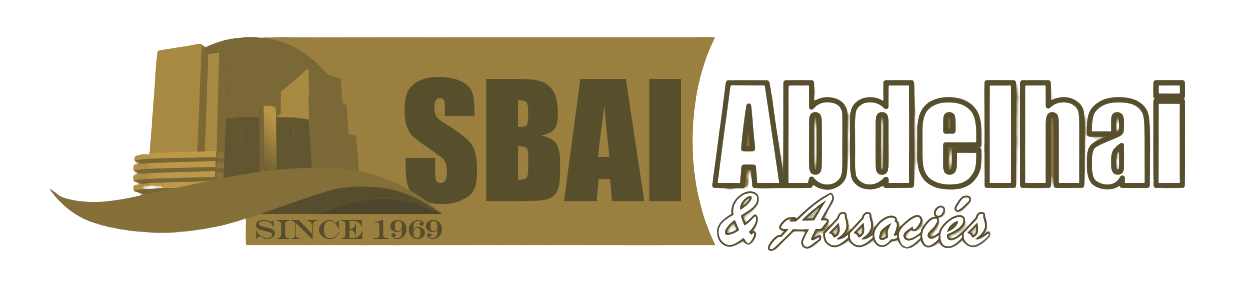 SBAI Abdelhai
& Associés
SINCE 1969